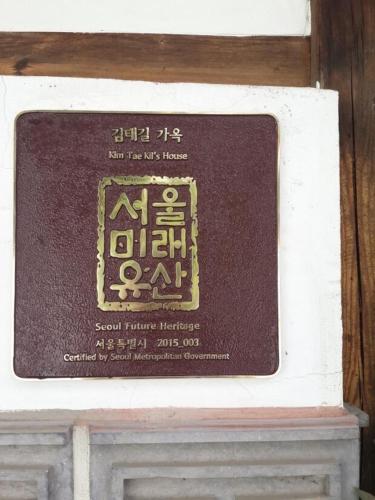 김태길 가옥
Kim Tae Kil's House
서울
미래
유산
Seoul Future Heritage
서울특별시 2015_003
Certified by Seoul Metropolitan Government